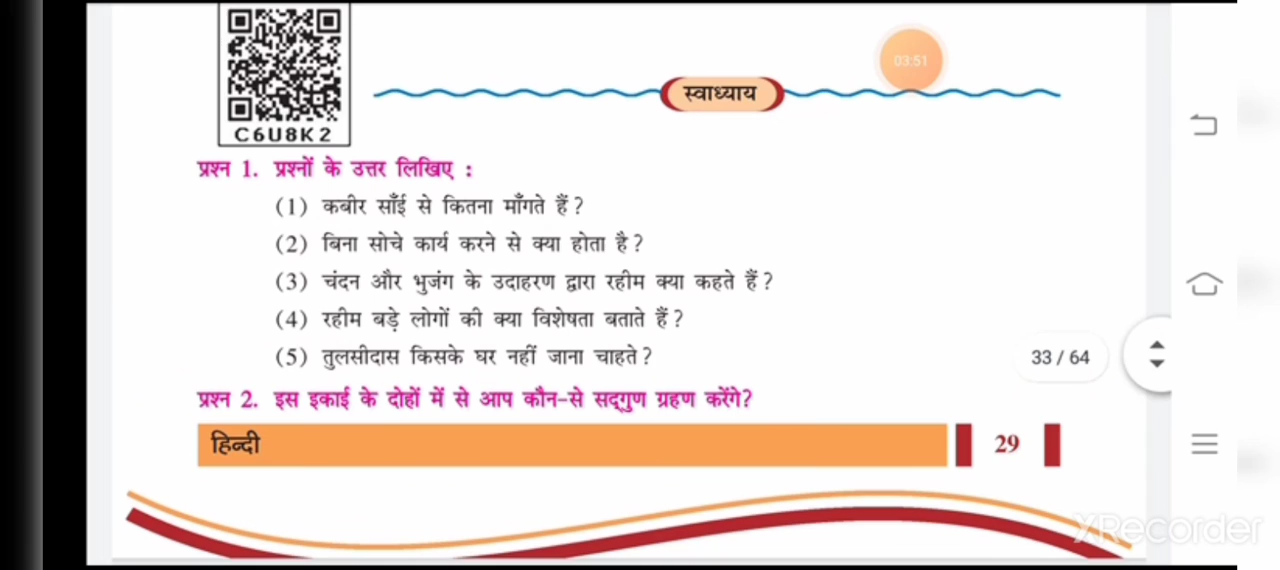 C6U8K2
03:51
स्वाध्याय
प्रश्न 1. प्रश्नों के उत्तर लिखिए :
(1) कबीर साँई से कितना माँगते हैं ?
(2) बिना सोचे कार्य करने से क्या होता है ?
(3) चंदन और भुजंग के उदाहरण द्वारा रहीम क्या कहते हैं ?
(4) रहीम बड़े लोगों की क्या विशेषता बताते हैं ?
(5) तुलसीदास किसके घर नहीं जाना चाहते ?
33 / 64
प्रश्न 2. इस इकाई के दोहों में से आप कौन-से सद्गुण ग्रहण करेंगे?
हिन्दी
29
XRecorder